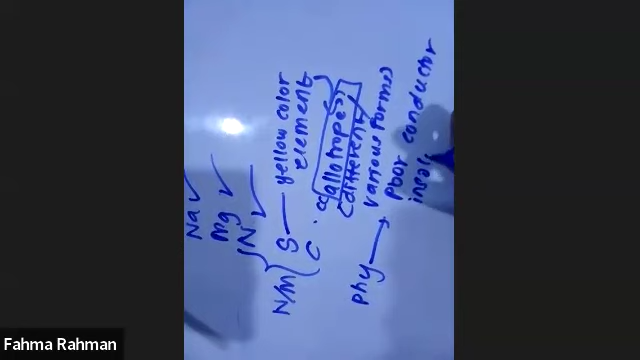 Na ✓
Mg ✓
N ✓
N/M { S — yellow color
element
C . allotropes
(different)
various forms
phy → poor conductor
Fahma Rahman